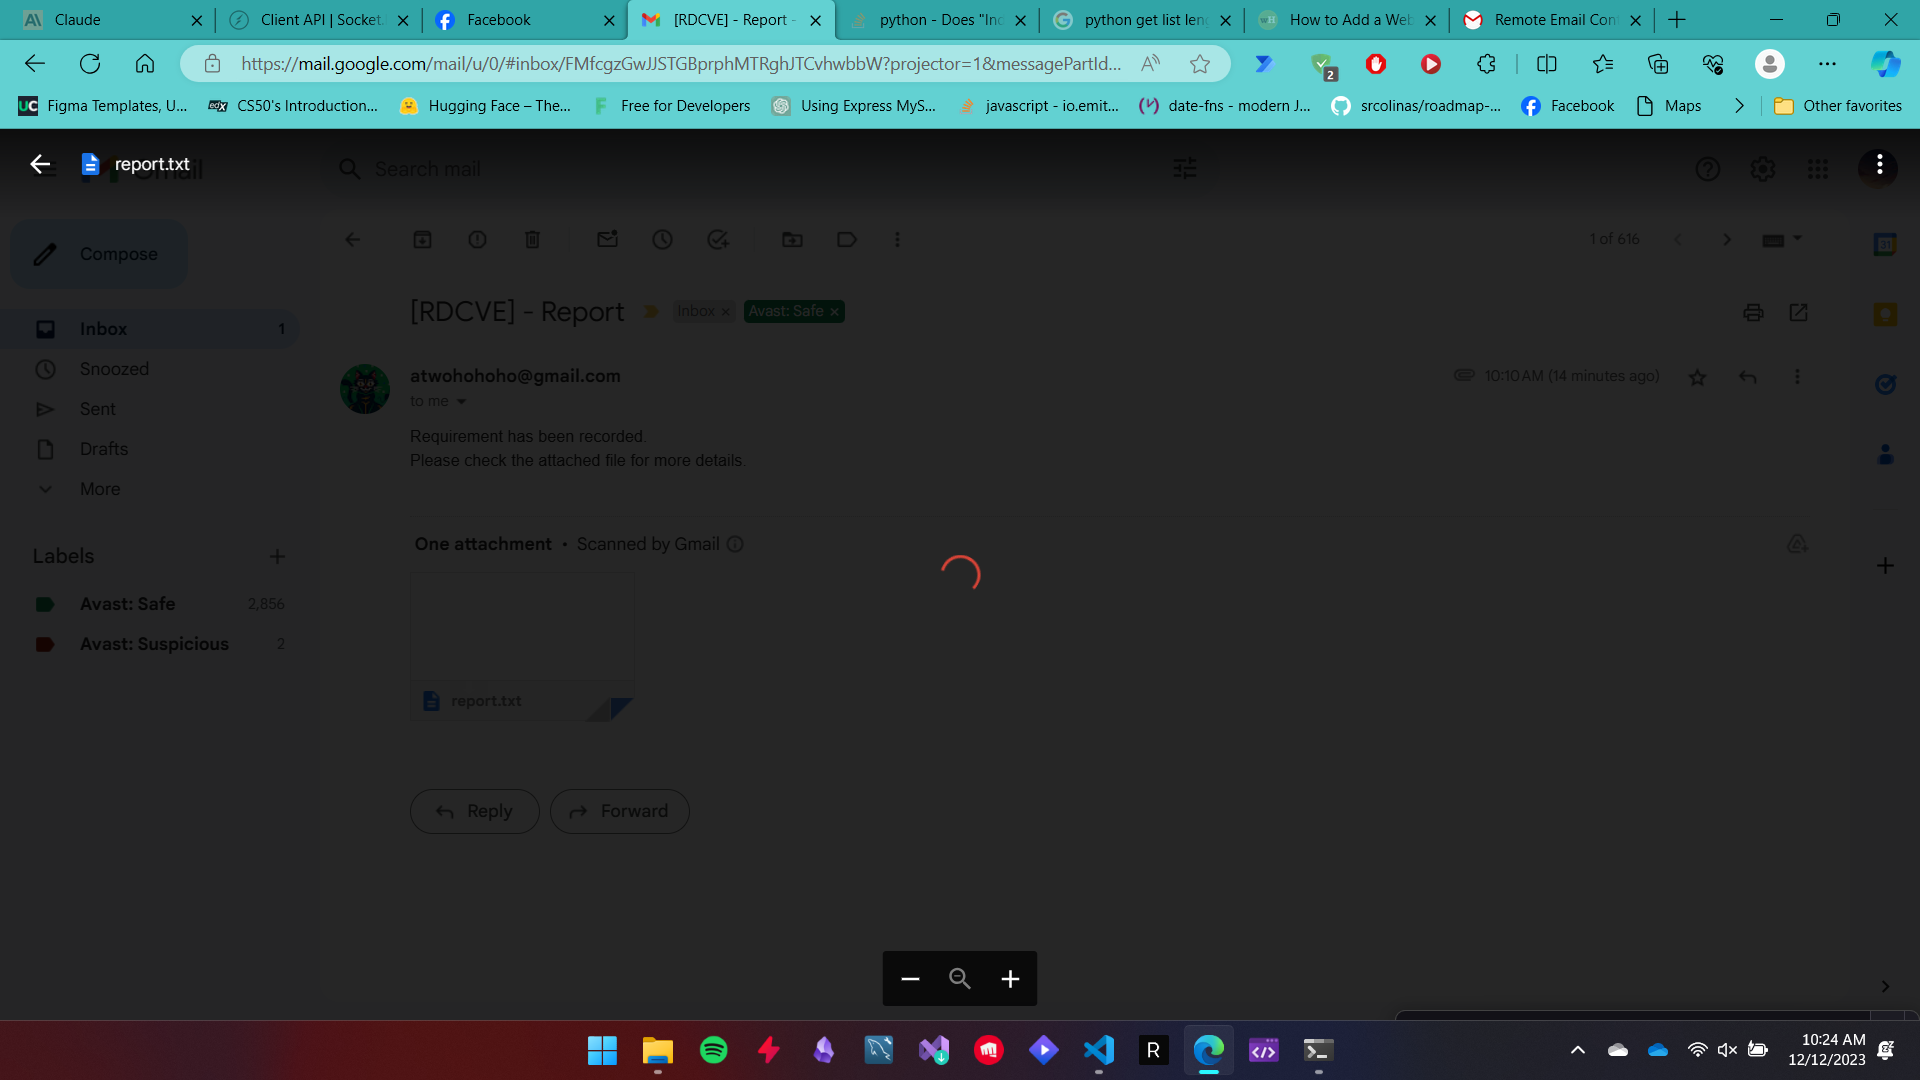 Claude
Client API | Socket.
Facebook
[RDCVE] - Report -
python - Does "Inc
python get list leng
How to Add a Web
Remote Email Con
https://mail.google.com/mail/u/0/#inbox/FMfcgzGwJJSTGBprphMTRghJTCvhwbbW?projector=1&messagePartId...
2
Figma Templates, U...
CS50's Introduction...
Hugging Face – The...
Free for Developers
Using Express MyS...
javascript - io.emit...
date-fns - modern J...
srcolinas/roadmap-...
Facebook
Maps
Other favorites
report.txt
Gmail
Search mail
Compose
1 of 616
[RDCVE] - Report
Inbox
Avast: Safe
Inbox 1
Snoozed
Sent
Drafts
More
atwohohoho@gmail.com
10:10 AM (14 minutes ago)
to me
Requirement has been recorded.
Please check the attached file for more details.
One attachment • Scanned by Gmail
Labels
Avast: Safe 2,856
Avast: Suspicious 2
report.txt
Reply
Forward
10:24 AM
12/12/2023